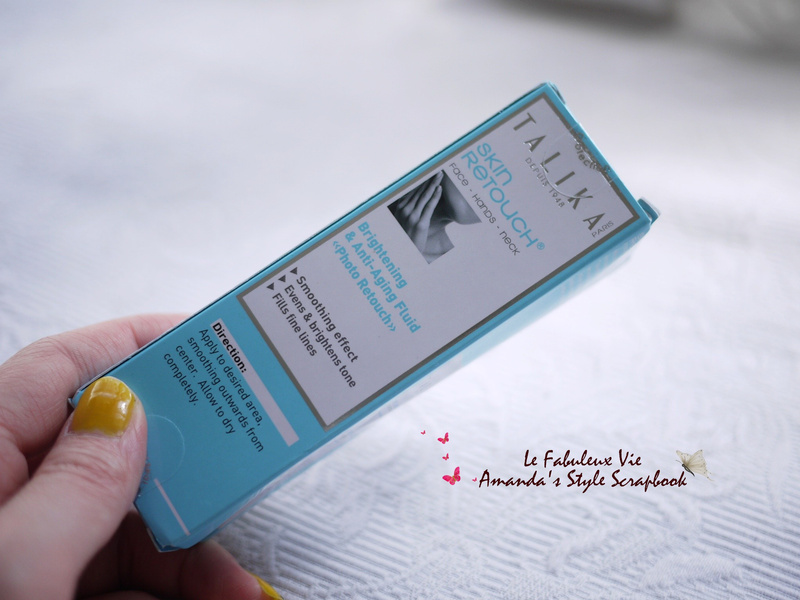 TALIKA
DEPUIS 1948
PARIS
SKIN
RETOUCH®
FACE - HANDS - NECK
Brightening
& Anti-Aging Fluid
«Photo Retouch»
▶ Smoothing effect
▶ Evens & brightens tone
▶ Fills fine lines
Direction:
Apply to desired area,
smoothing outwards from
center. Allow to dry
completely.
Le Fabuleux Vie
Amanda's Style Scrapbook